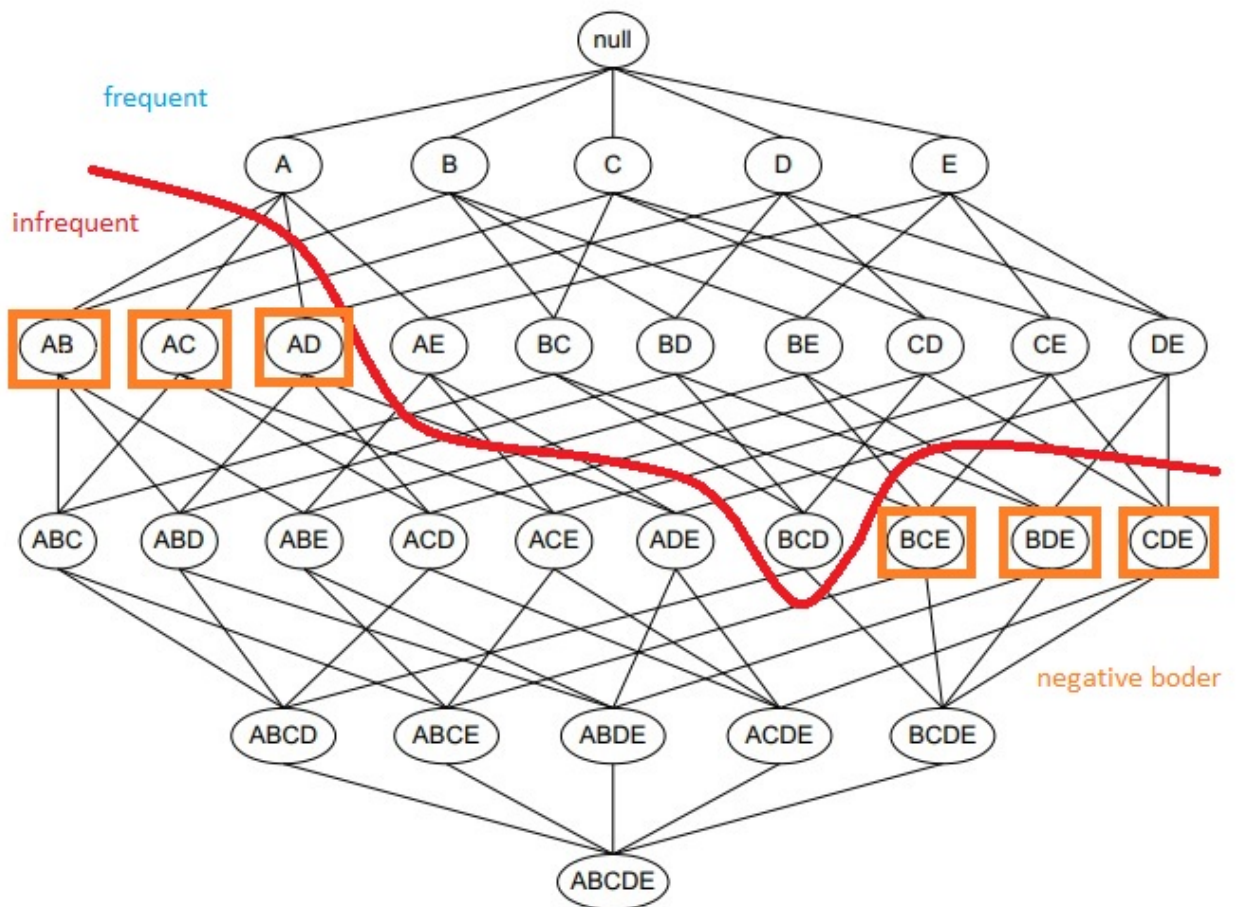 null
frequent
A B C D E
infrequent
AB AC AD AE BC BD BE CD CE DE
ABC ABD ABE ACD ACE ADE BCD BCE BDE CDE
negative boder
ABCD ABCE ABDE ACDE BCDE
ABCDE